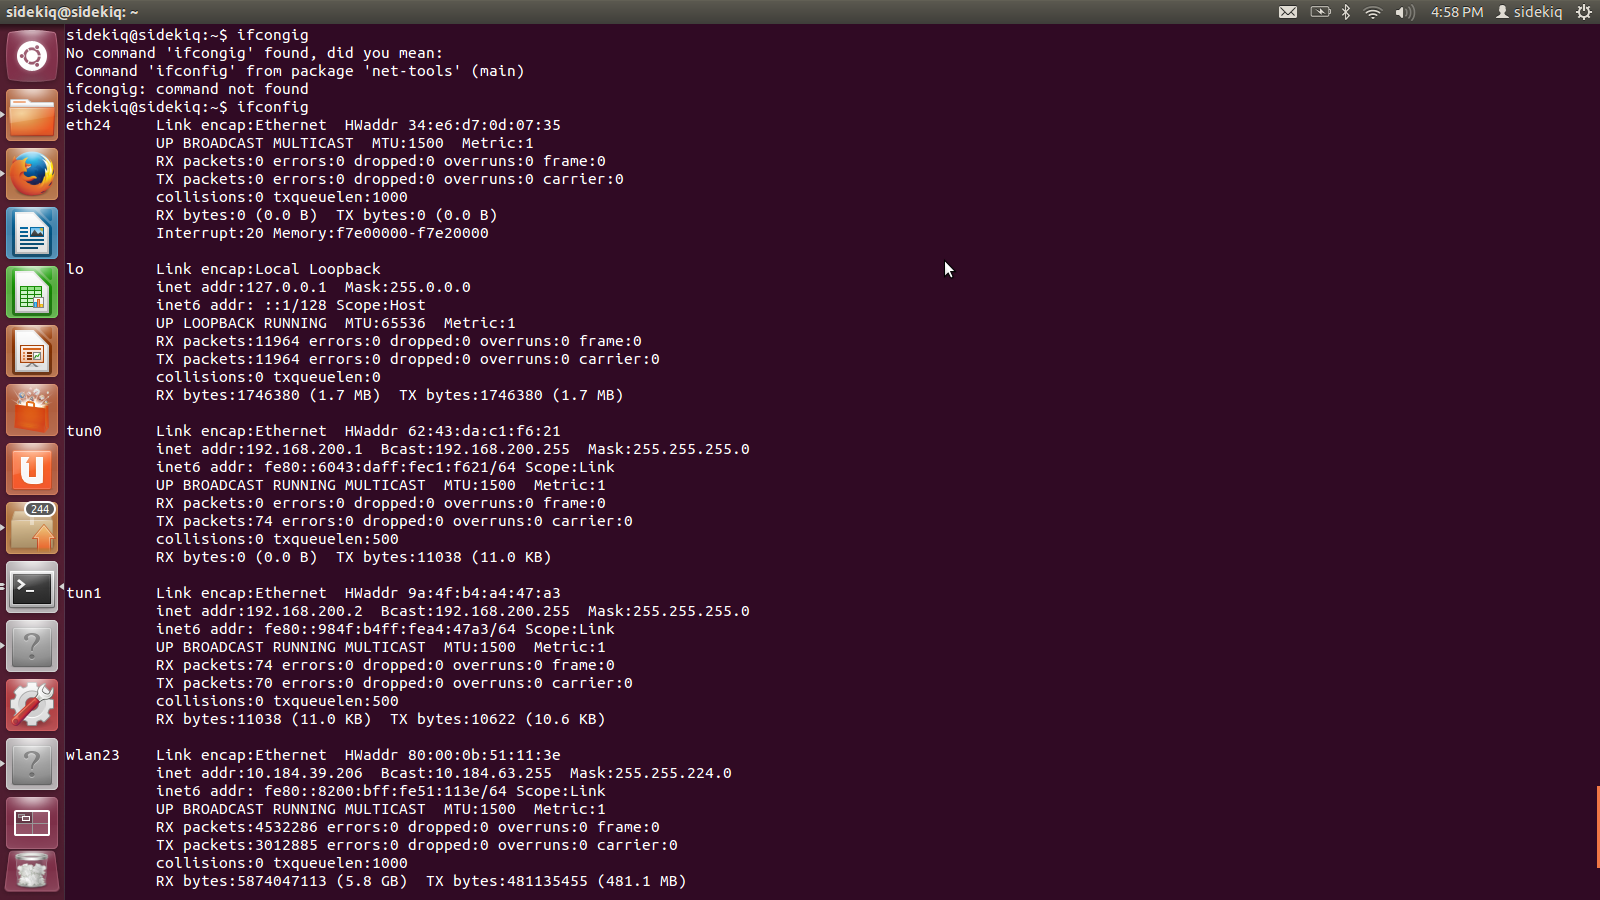 sidekiq@sidekiq: ~
4:58 PM
sidekiq
sidekiq@sidekiq:~$ ifcongig
No command 'ifcongig' found, did you mean:
 Command 'ifconfig' from package 'net-tools' (main)
ifcongig: command not found
sidekiq@sidekiq:~$ ifconfig
eth24     Link encap:Ethernet  HWaddr 34:e6:d7:0d:07:35
          UP BROADCAST MULTICAST  MTU:1500  Metric:1
          RX packets:0 errors:0 dropped:0 overruns:0 frame:0
          TX packets:0 errors:0 dropped:0 overruns:0 carrier:0
          collisions:0 txqueuelen:1000
          RX bytes:0 (0.0 B)  TX bytes:0 (0.0 B)
          Interrupt:20 Memory:f7e00000-f7e20000

lo        Link encap:Local Loopback
          inet addr:127.0.0.1  Mask:255.0.0.0
          inet6 addr: ::1/128 Scope:Host
          UP LOOPBACK RUNNING  MTU:65536  Metric:1
          RX packets:11964 errors:0 dropped:0 overruns:0 frame:0
          TX packets:11964 errors:0 dropped:0 overruns:0 carrier:0
          collisions:0 txqueuelen:0
          RX bytes:1746380 (1.7 MB)  TX bytes:1746380 (1.7 MB)

tun0      Link encap:Ethernet  HWaddr 62:43:da:c1:f6:21
          inet addr:192.168.200.1  Bcast:192.168.200.255  Mask:255.255.255.0
          inet6 addr: fe80::6043:daff:fec1:f621/64 Scope:Link
          UP BROADCAST RUNNING MULTICAST  MTU:1500  Metric:1
          RX packets:0 errors:0 dropped:0 overruns:0 frame:0
          TX packets:74 errors:0 dropped:0 overruns:0 carrier:0
          collisions:0 txqueuelen:500
          RX bytes:0 (0.0 B)  TX bytes:11038 (11.0 KB)

tun1      Link encap:Ethernet  HWaddr 9a:4f:b4:a4:47:a3
          inet addr:192.168.200.2  Bcast:192.168.200.255  Mask:255.255.255.0
          inet6 addr: fe80::984f:b4ff:fea4:47a3/64 Scope:Link
          UP BROADCAST RUNNING MULTICAST  MTU:1500  Metric:1
          RX packets:74 errors:0 dropped:0 overruns:0 frame:0
          TX packets:70 errors:0 dropped:0 overruns:0 carrier:0
          collisions:0 txqueuelen:500
          RX bytes:11038 (11.0 KB)  TX bytes:10622 (10.6 KB)

wlan23    Link encap:Ethernet  HWaddr 80:00:0b:51:11:3e
          inet addr:10.184.39.206  Bcast:10.184.63.255  Mask:255.255.224.0
          inet6 addr: fe80::8200:bff:fe51:113e/64 Scope:Link
          UP BROADCAST RUNNING MULTICAST  MTU:1500  Metric:1
          RX packets:4532286 errors:0 dropped:0 overruns:0 frame:0
          TX packets:3012885 errors:0 dropped:0 overruns:0 carrier:0
          collisions:0 txqueuelen:1000
          RX bytes:5874047113 (5.8 GB)  TX bytes:481135455 (481.1 MB)
244